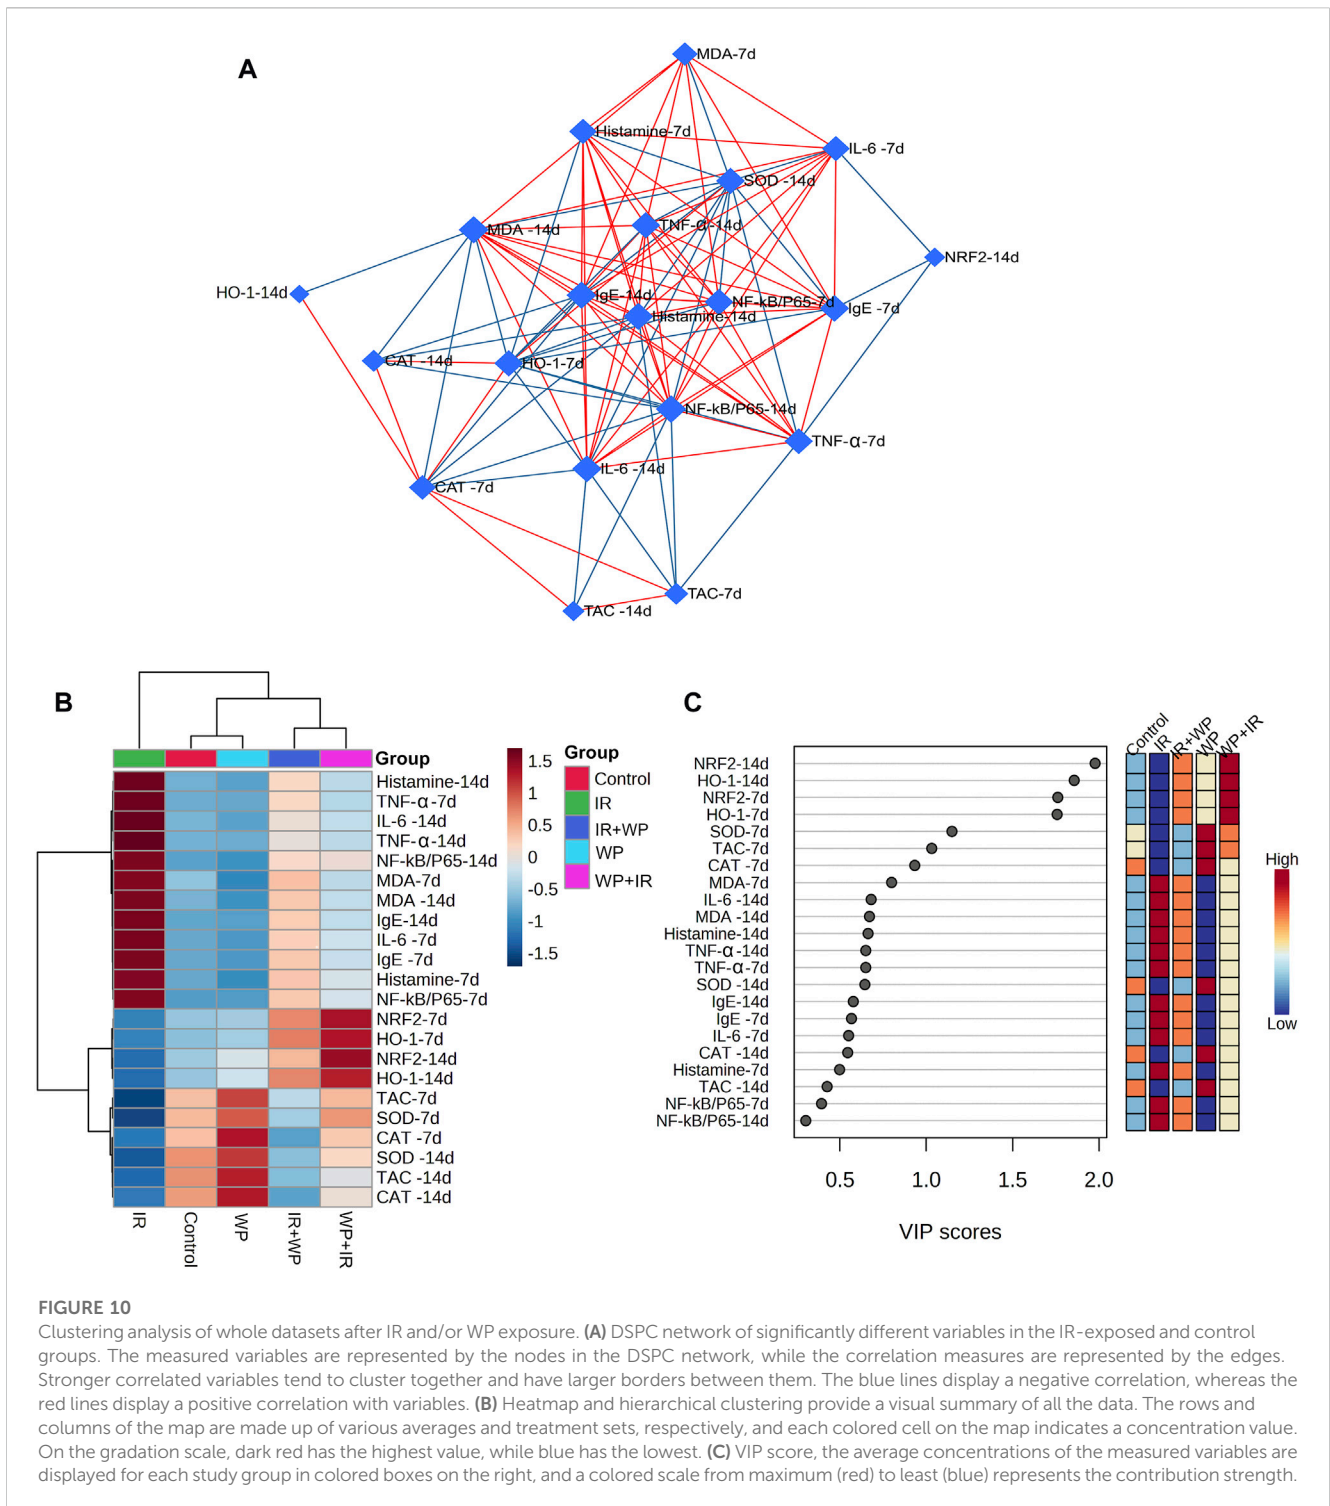 A
MDA-7d
Histamine-7d
IL-6 -7d
SOD -14d
TNF-α-14d
MDA -14d
NRF2-14d
HO-1-14d
IgE-14d
NF-kB/P65-7d
IgE -7d
Histamine-14d
CAT -14d
HO-1-7d
NF-kB/P65-14d
TNF-α-7d
IL-6 -14d
CAT -7d
TAC-7d
TAC -14d
B
Group
Histamine-14d
TNF-α-7d
IL-6 -14d
TNF-α-14d
NF-kB/P65-14d
MDA-7d
MDA -14d
IgE-14d
IL-6 -7d
IgE -7d
Histamine-7d
NF-kB/P65-7d
NRF2-7d
HO-1-7d
NRF2-14d
HO-1-14d
TAC-7d
SOD-7d
CAT -7d
SOD -14d
TAC -14d
CAT -14d
IR
Control
WP
IR+WP
WP+IR
1.5
1
0.5
0
-0.5
-1
-1.5
Group
Control
IR
IR+WP
WP
WP+IR
C
Control
IR
IR+WP
WP
WP+IR
NRF2-14d
HO-1-14d
NRF2-7d
HO-1-7d
SOD-7d
TAC-7d
CAT -7d
MDA-7d
IL-6 -14d
MDA -14d
Histamine-14d
TNF-α-14d
TNF-α-7d
SOD -14d
IgE-14d
IgE -7d
IL-6 -7d
CAT -14d
Histamine-7d
TAC -14d
NF-kB/P65-7d
NF-kB/P65-14d
0.5
1.0
1.5
2.0
VIP scores
High
Low
FIGURE 10
Clustering analysis of whole datasets after IR and/or WP exposure. (A) DSPC network of significantly different variables in the IR-exposed and control
groups. The measured variables are represented by the nodes in the DSPC network, while the correlation measures are represented by the edges.
Stronger correlated variables tend to cluster together and have larger borders between them. The blue lines display a negative correlation, whereas the
red lines display a positive correlation with variables. (B) Heatmap and hierarchical clustering provide a visual summary of all the data. The rows and
columns of the map are made up of various averages and treatment sets, respectively, and each colored cell on the map indicates a concentration value.
On the gradation scale, dark red has the highest value, while blue has the lowest. (C) VIP score, the average concentrations of the measured variables are
displayed for each study group in colored boxes on the right, and a colored scale from maximum (red) to least (blue) represents the contribution strength.